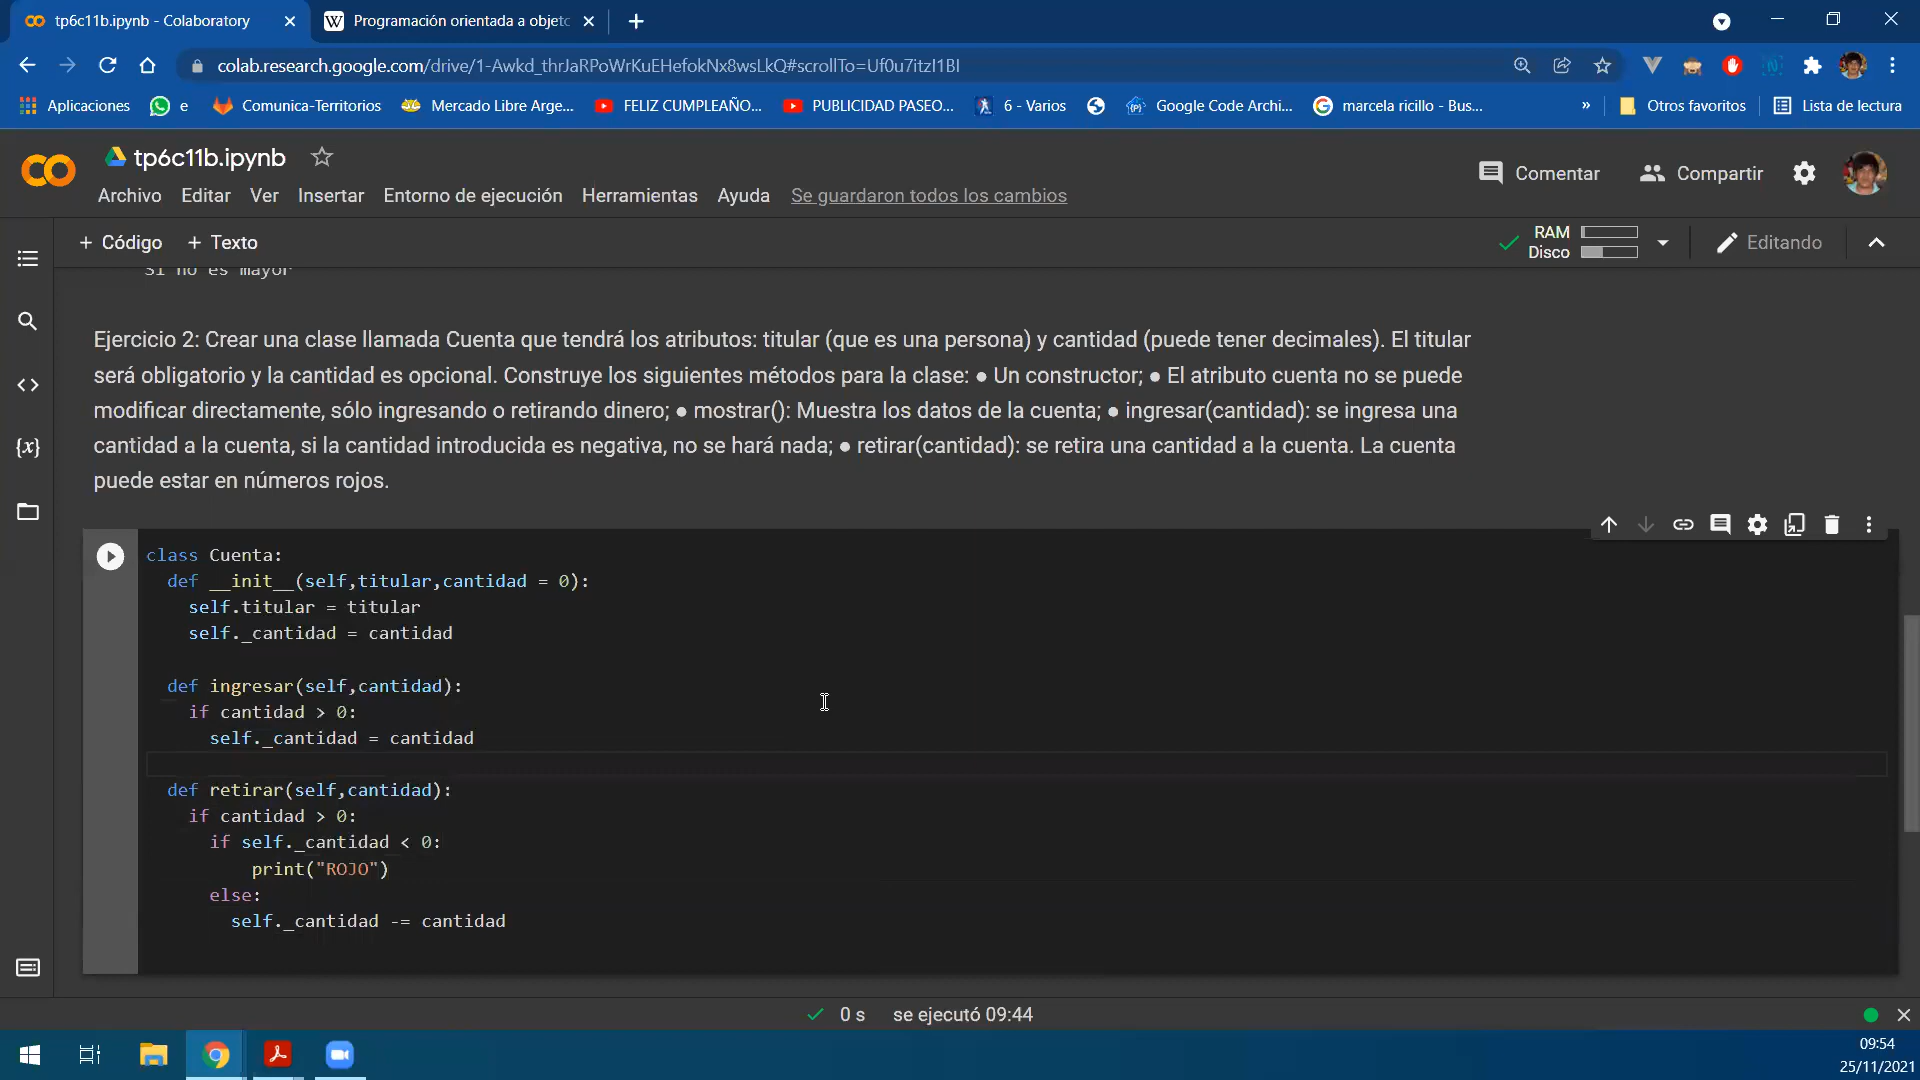 tp6c11b.ipynb - Colaboratory
Programación orientada a objetc
colab.research.google.com/drive/1-Awkd_thrJaRPoWrKuEHefokNx8wsLkQ#scrollTo=Uf0u7itzI1BI
Aplicaciones
e
Comunica-Territorios
Mercado Libre Arge...
FELIZ CUMPLEAÑO...
PUBLICIDAD PASEO...
6 - Varios
Google Code Archi...
marcela ricillo - Bus...
»
Otros favoritos
Lista de lectura
tp6c11b.ipynb
Comentar
Compartir
Archivo Editar Ver Insertar Entorno de ejecución Herramientas Ayuda Se guardaron todos los cambios
+ Código + Texto
RAM
Disco
Editando
Si no es mayor
Ejercicio 2: Crear una clase llamada Cuenta que tendrá los atributos: titular (que es una persona) y cantidad (puede tener decimales). El titular
será obligatorio y la cantidad es opcional. Construye los siguientes métodos para la clase: ● Un constructor; ● El atributo cuenta no se puede
modificar directamente, sólo ingresando o retirando dinero; ● mostrar(): Muestra los datos de la cuenta; ● ingresar(cantidad): se ingresa una
cantidad a la cuenta, si la cantidad introducida es negativa, no se hará nada; ● retirar(cantidad): se retira una cantidad a la cuenta. La cuenta
puede estar en números rojos.
class Cuenta:
def __init__(self,titular,cantidad = 0):
self.titular = titular
self._cantidad = cantidad
def ingresar(self,cantidad):
if cantidad > 0:
self._cantidad = cantidad
def retirar(self,cantidad):
if cantidad > 0:
if self._cantidad < 0:
print("ROJO")
else:
self._cantidad -= cantidad
0 s se ejecutó 09:44
09:54
25/11/2021